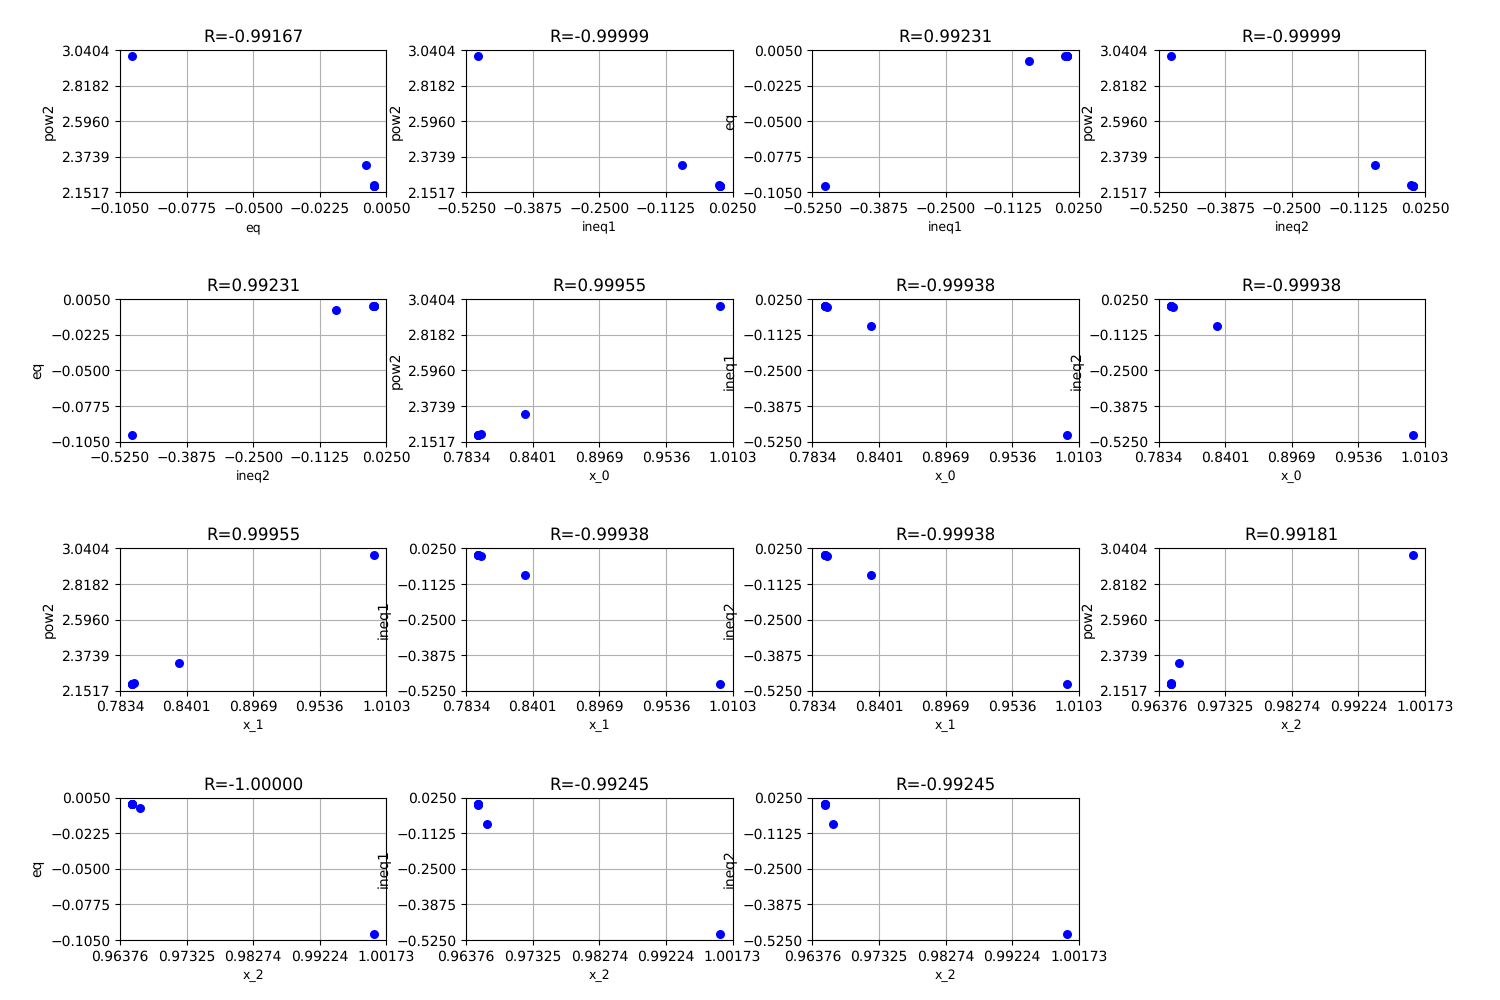 R=-0.99167
R=-0.99999
R=0.99231
R=-0.99999
3.0404
2.8182
2.5960
2.3739
2.1517
pow2
−0.1050 −0.0775 −0.0500 −0.0225 0.0050
eq
3.0404
2.8182
2.5960
2.3739
2.1517
pow2
−0.5250 −0.3875 −0.2500 −0.1125 0.0250
ineq1
0.0050
−0.0225
−0.0500
−0.0775
−0.1050
eq
−0.5250 −0.3875 −0.2500 −0.1125 0.0250
ineq1
3.0404
2.8182
2.5960
2.3739
2.1517
pow2
−0.5250 −0.3875 −0.2500 −0.1125 0.0250
ineq2
R=0.99231
R=0.99955
R=-0.99938
R=-0.99938
0.0050
−0.0225
−0.0500
−0.0775
−0.1050
eq
−0.5250 −0.3875 −0.2500 −0.1125 0.0250
ineq2
3.0404
2.8182
2.5960
2.3739
2.1517
pow2
0.7834 0.8401 0.8969 0.9536 1.0103
x_0
0.0250
−0.1125
−0.2500
−0.3875
−0.5250
ineq1
0.7834 0.8401 0.8969 0.9536 1.0103
x_0
0.0250
−0.1125
−0.2500
−0.3875
−0.5250
ineq2
0.7834 0.8401 0.8969 0.9536 1.0103
x_0
R=0.99955
R=-0.99938
R=-0.99938
R=0.99181
3.0404
2.8182
2.5960
2.3739
2.1517
pow2
0.7834 0.8401 0.8969 0.9536 1.0103
x_1
0.0250
−0.1125
−0.2500
−0.3875
−0.5250
ineq1
0.7834 0.8401 0.8969 0.9536 1.0103
x_1
0.0250
−0.1125
−0.2500
−0.3875
−0.5250
ineq2
0.7834 0.8401 0.8969 0.9536 1.0103
x_1
3.0404
2.8182
2.5960
2.3739
2.1517
pow2
0.96376 0.97325 0.98274 0.99224 1.00173
x_2
R=-1.00000
R=-0.99245
R=-0.99245
0.0050
−0.0225
−0.0500
−0.0775
−0.1050
eq
0.96376 0.97325 0.98274 0.99224 1.00173
x_2
0.0250
−0.1125
−0.2500
−0.3875
−0.5250
ineq1
0.96376 0.97325 0.98274 0.99224 1.00173
x_2
0.0250
−0.1125
−0.2500
−0.3875
−0.5250
ineq2
0.96376 0.97325 0.98274 0.99224 1.00173
x_2